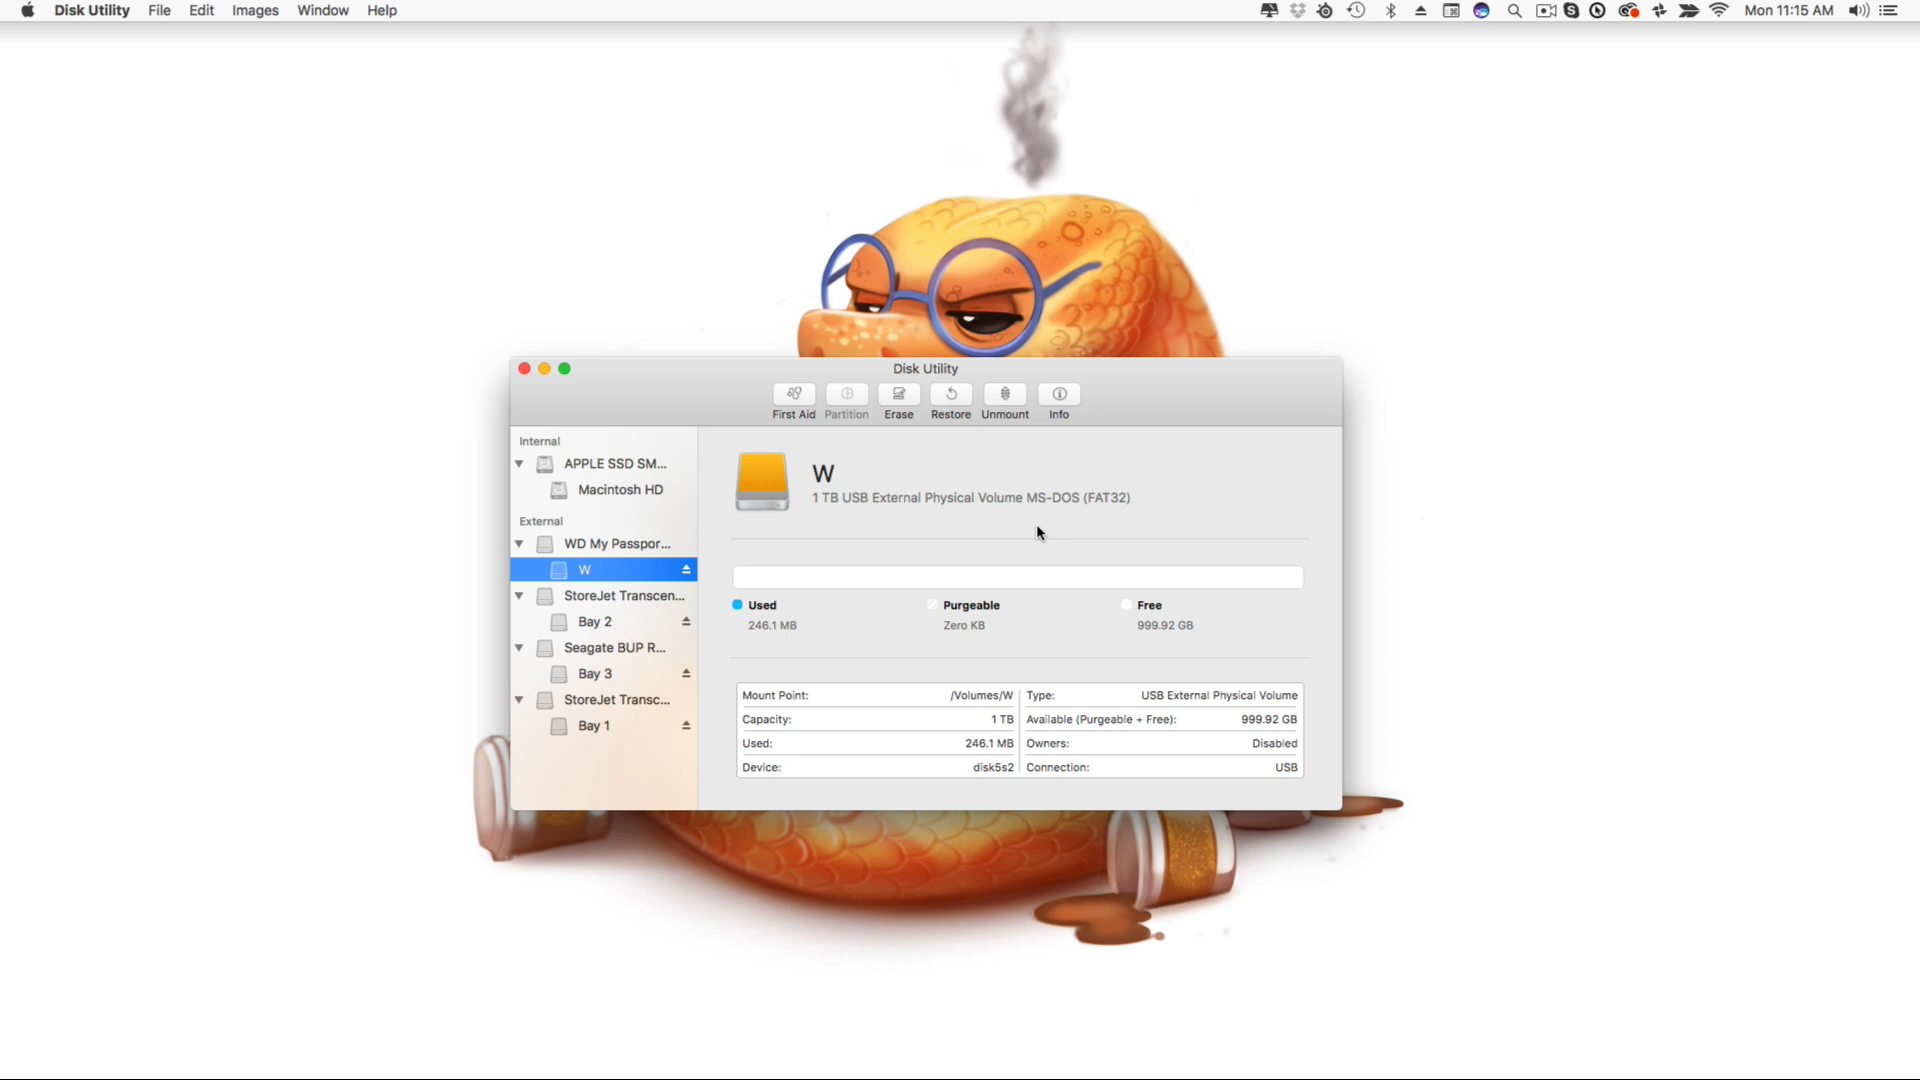 Disk Utility File Edit Images Window Help Mon 11:15 AM
Disk Utility
First Aid Partition Erase Restore Unmount Info
Internal
APPLE SSD SM...
Macintosh HD
External
WD My Passpor...
W
StoreJet Transcen...
Bay 2
Seagate BUP R...
Bay 3
StoreJet Transc...
Bay 1
W
1 TB USB External Physical Volume MS-DOS (FAT32)
Used Purgeable Free
246.1 MB Zero KB 999.92 GB
Mount Point: /Volumes/W Type: USB External Physical Volume
Capacity: 1 TB Available (Purgeable + Free): 999.92 GB
Used: 246.1 MB Owners: Disabled
Device: disk5s2 Connection: USB